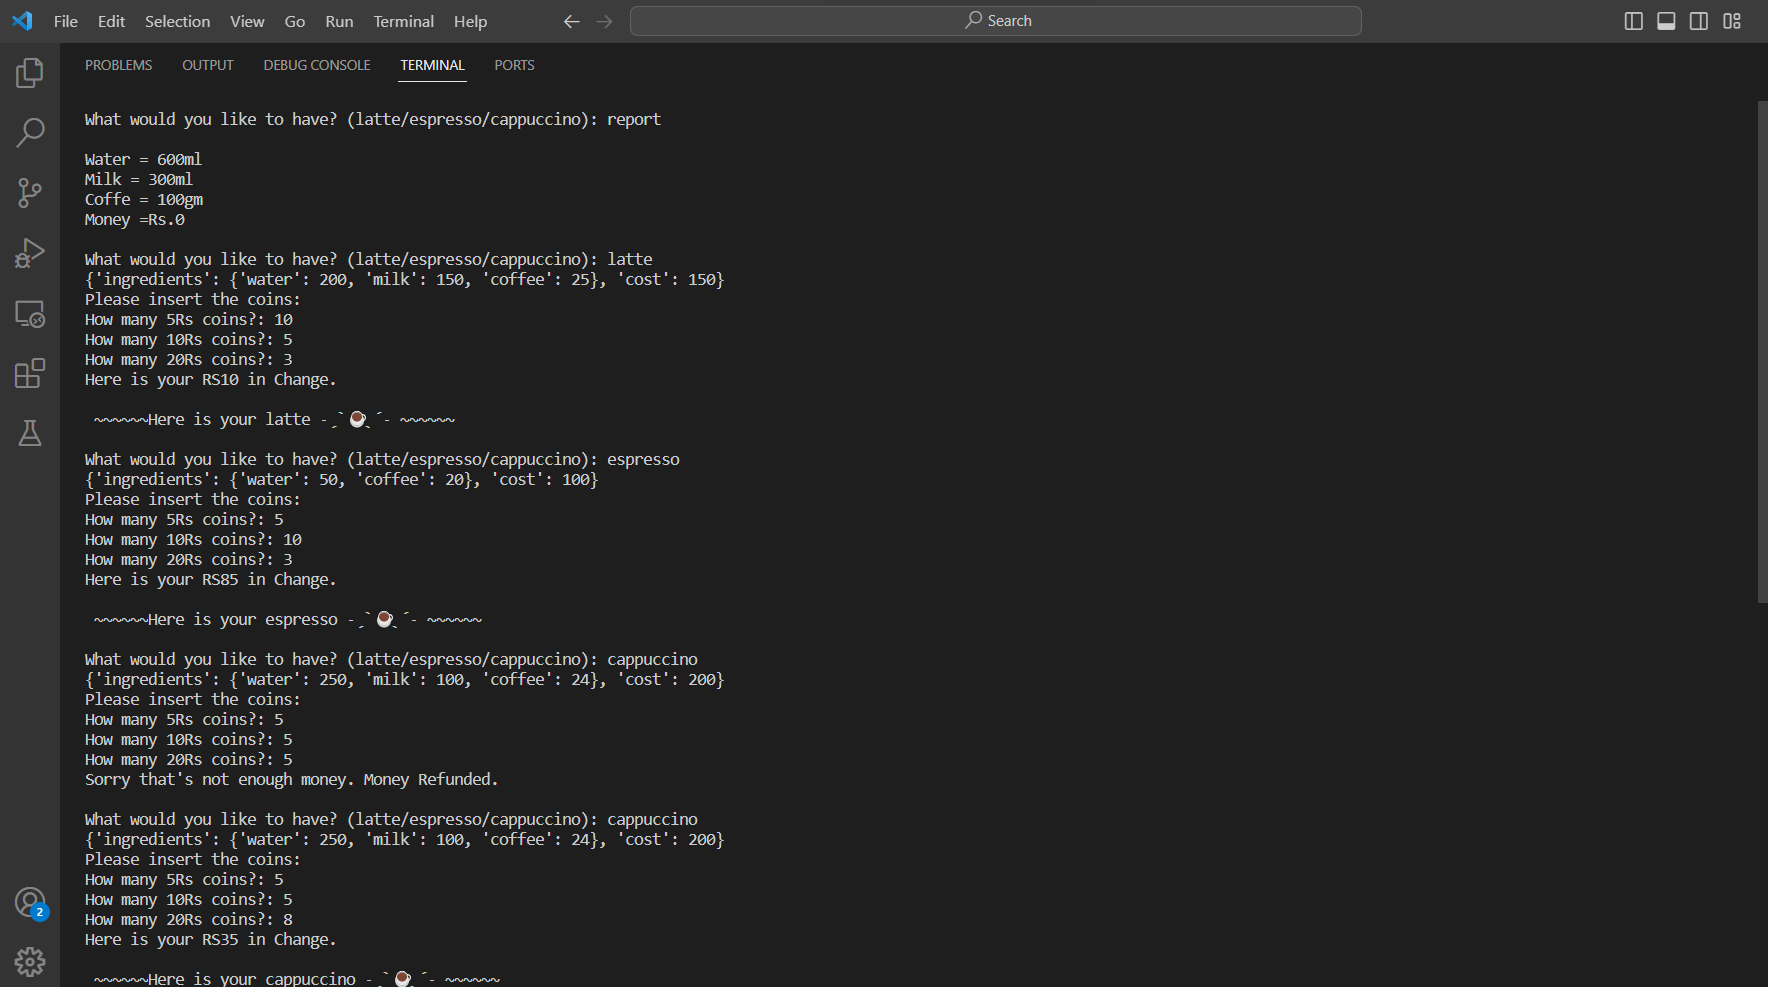 File Edit Selection View Go Run Terminal Help Search
PROBLEMS OUTPUT DEBUG CONSOLE TERMINAL PORTS
What would you like to have? (latte/espresso/cappuccino): report
Water = 600ml
Milk = 300ml
Coffe = 100gm
Money =Rs.0
What would you like to have? (latte/espresso/cappuccino): latte
{'ingredients': {'water': 200, 'milk': 150, 'coffee': 25}, 'cost': 150}
Please insert the coins:
How many 5Rs coins?: 10
How many 10Rs coins?: 5
How many 20Rs coins?: 3
Here is your RS10 in Change.
~~~~~~Here is your latte - ̗̀☕ ̖́- ~~~~~~
What would you like to have? (latte/espresso/cappuccino): espresso
{'ingredients': {'water': 50, 'coffee': 20}, 'cost': 100}
Please insert the coins:
How many 5Rs coins?: 5
How many 10Rs coins?: 10
How many 20Rs coins?: 3
Here is your RS85 in Change.
~~~~~~Here is your espresso - ̗̀☕ ̖́- ~~~~~~
What would you like to have? (latte/espresso/cappuccino): cappuccino
{'ingredients': {'water': 250, 'milk': 100, 'coffee': 24}, 'cost': 200}
Please insert the coins:
How many 5Rs coins?: 5
How many 10Rs coins?: 5
How many 20Rs coins?: 5
Sorry that's not enough money. Money Refunded.
What would you like to have? (latte/espresso/cappuccino): cappuccino
{'ingredients': {'water': 250, 'milk': 100, 'coffee': 24}, 'cost': 200}
Please insert the coins:
How many 5Rs coins?: 5
How many 10Rs coins?: 5
How many 20Rs coins?: 8
Here is your RS35 in Change.
~~~~~~Here is your cappuccino - ̗̀☕ ̖́- ~~~~~~
2